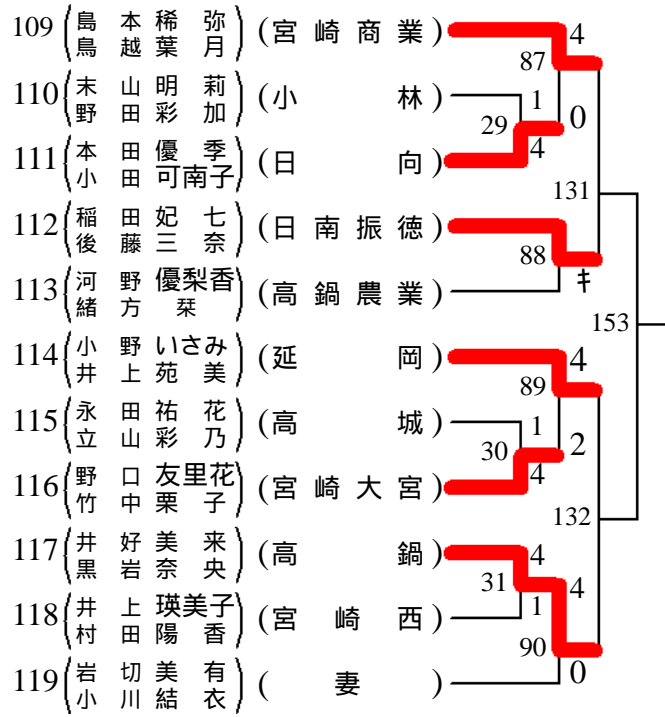 109 島本稀弥 鳥越葉月 (宮崎商業) 4
87
110 末山明莉 野田彩加 (小林) 1 0
29
111 本田優季 小田可南子 (日向) 4
131
112 稲田妃七 後藤三奈 (日南振徳)
88
113 河野優梨香 緒方栞 (高鍋農業) キ
153
114 小野いさみ 井上苑美 (延岡) 4
89
115 永田祐花 立山彩乃 (高城) 1 2
30
116 野口友里花 竹中栗子 (宮崎大宮) 4
132
117 井好美来 黒岩奈央 (高鍋) 4 4
31
118 井上瑛美子 村田陽香 (宮崎西) 1
90
119 岩切美有 小川結衣 (妻) 0